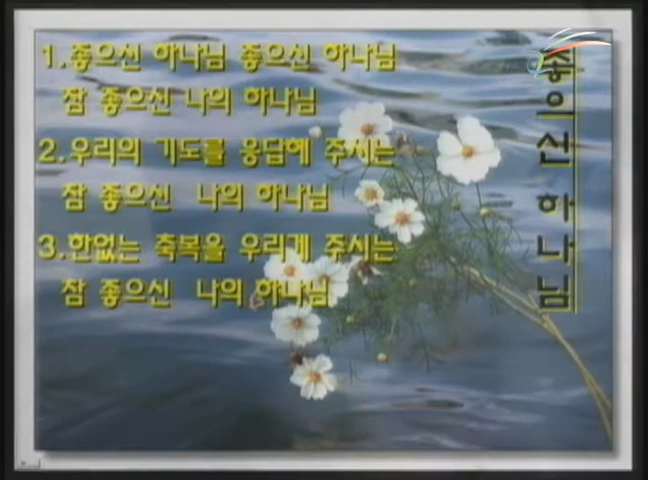 1.좋으신 하나님 좋으신 하나님
참 좋으신 나의 하나님
2.우리의 기도를 응답해 주시는
참 좋으신 나의 하나님
3.한없는 축복을 우리게 주시는
참 좋으신 나의 하나님
좋으신 하나님